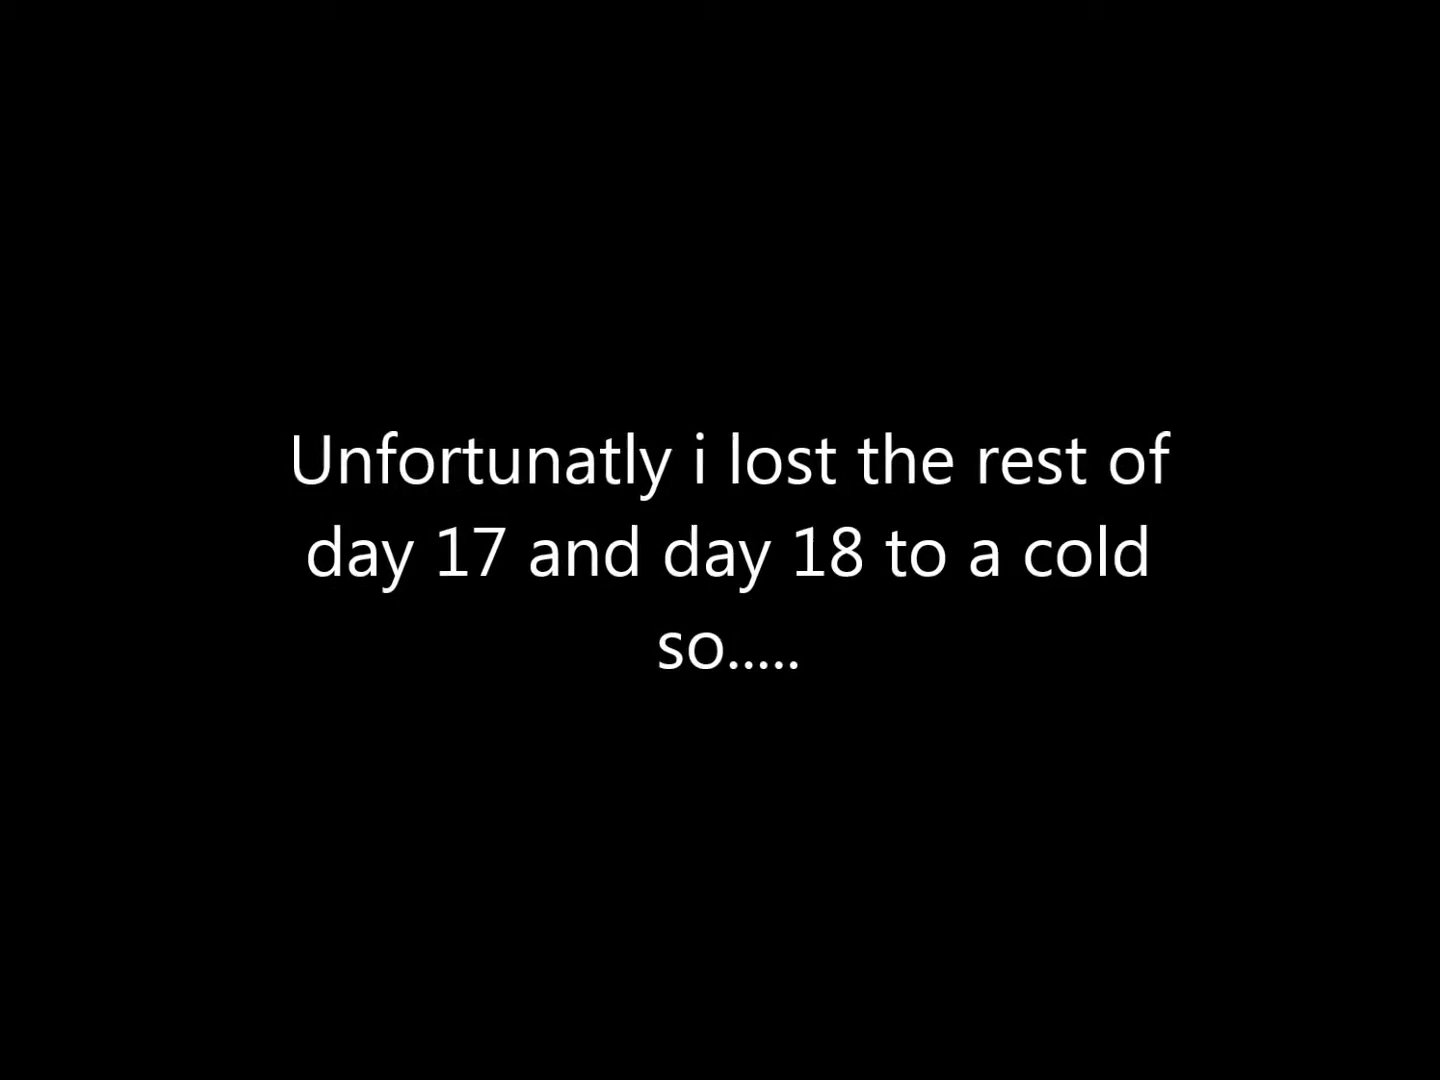 Unfortunatly i lost the rest of
day 17 and day 18 to a cold
so.....